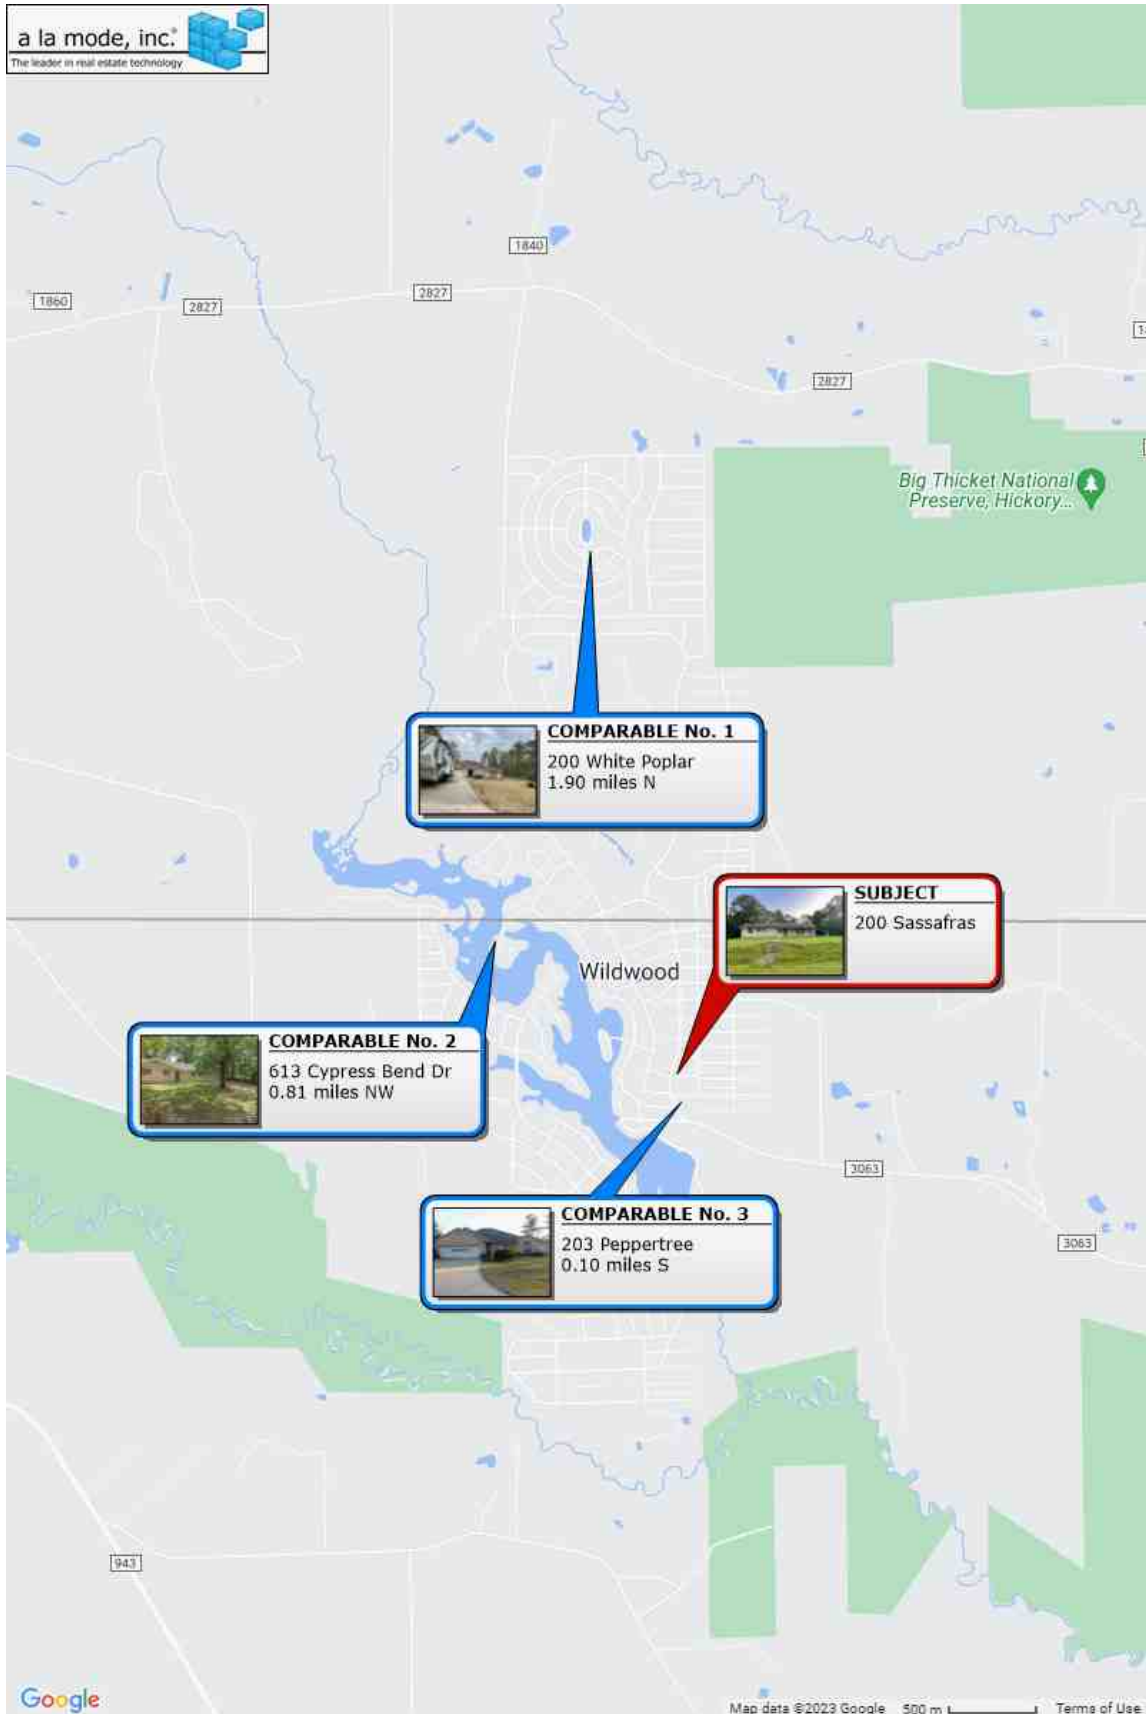 a la mode, inc.®
The leader in real estate technology
1840
1860
2827
2827
2827
Big Thicket National
Preserve, Hickory...
COMPARABLE No. 1
200 White Poplar
1.90 miles N
SUBJECT
200 Sassafras
Wildwood
COMPARABLE No. 2
613 Cypress Bend Dr
0.81 miles NW
3063
COMPARABLE No. 3
203 Peppertree
0.10 miles S
3063
943
Google
Map data ©2023 Google 500 m Terms of Use